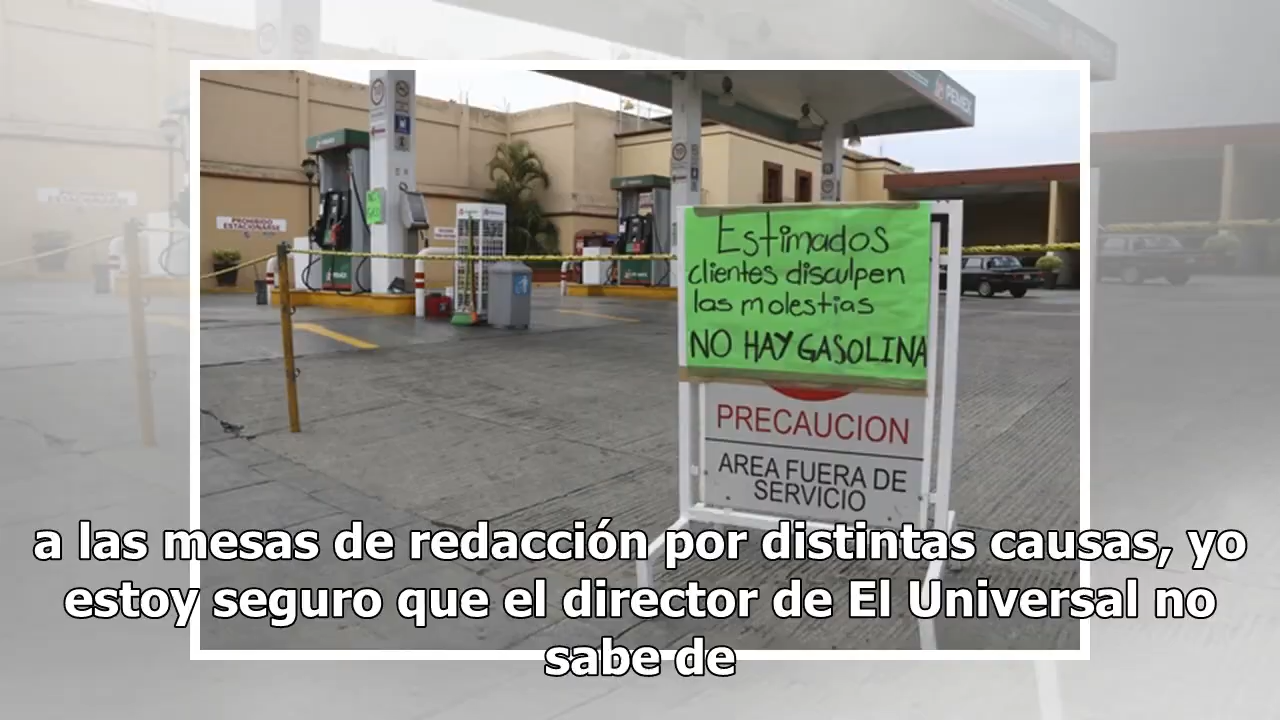 PEMEX
PROHIBIDO
ESTACIONARSE
Estimados
clientes disculpen
las molestias
NO HAY GASOLINA
PRECAUCION
AREA FUERA DE
SERVICIO
a las mesas de redacción por distintas causas, yo
estoy seguro que el director de El Universal no
sabe de